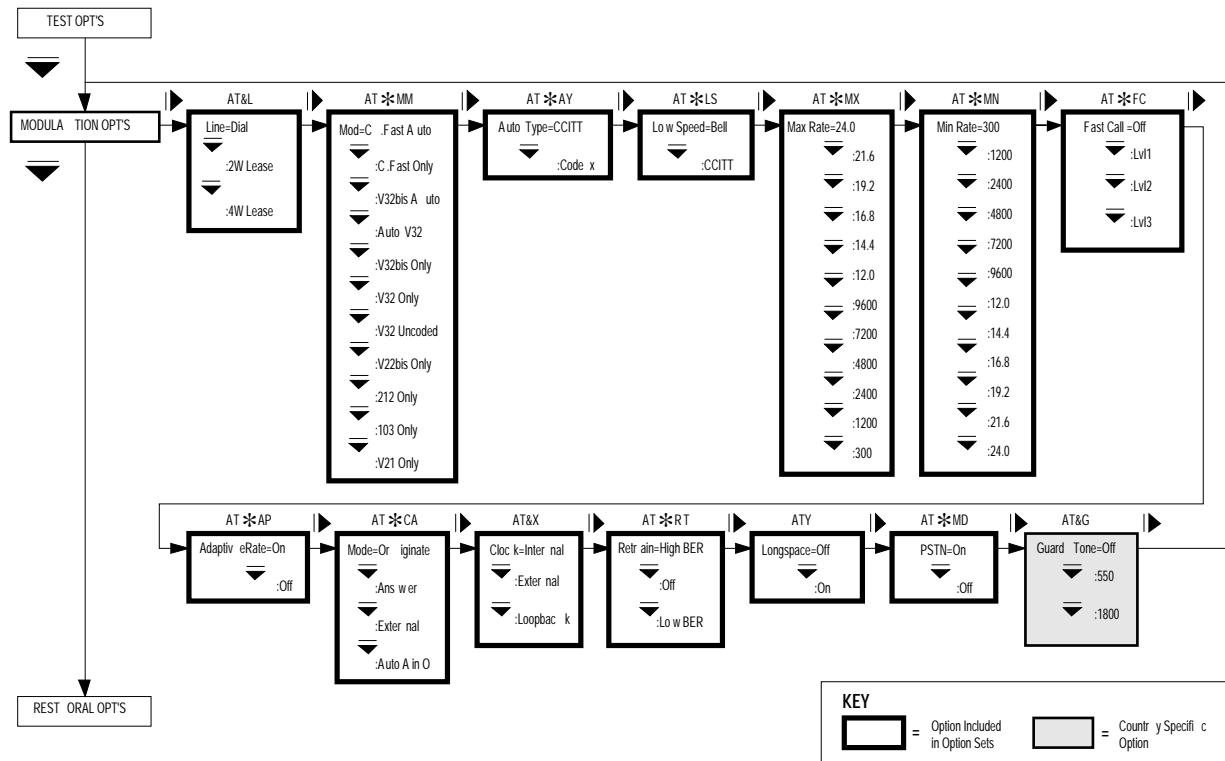 TEST OPT'S
MODULA TION OPT'S
AT&L
Line=Dial
:2W Lease
:4W Lease
AT *MM
Mod=C .Fast A uto
:C.Fast Only
:V32bis A uto
:Auto V32
:V32bis Only
:V32 Only
:V32 Uncoded
:V22bis Only
:212 Only
:103 Only
:V21 Only
AT *AY
Auto Type=CCITT
:Code x
AT *LS
Lo w Speed=Bell
:CCITT
AT *MX
Max Rate=24.0
:21.6
:19.2
:16.8
:14.4
:12.0
:9600
:7200
:4800
:2400
:1200
:300
AT *MN
Min Rate=300
:1200
:2400
:4800
:7200
:9600
:12.0
:14.4
:16.8
:19.2
:21.6
:24.0
AT *FC
Fast Call =Off
:Lvl1
:Lvl2
:Lvl3
AT *AP
Adaptiv eRate=On
:Off
AT *CA
Mode=Or iginate
:Ans w er
:Exter nal
:Auto A in O
AT&X
Cloc k=Inter nal
:Exter nal
:Loopbac k
AT *RT
Retr ain=High BER
:Off
:Lo w BER
ATY
Longspace=Off
:On
AT *MD
PSTN=On
:Off
AT&G
Guard Tone=Off
:550
:1800
REST ORAL OPT'S
KEY
= Option Included
in Option Sets
= Countr y Specifi c
Option